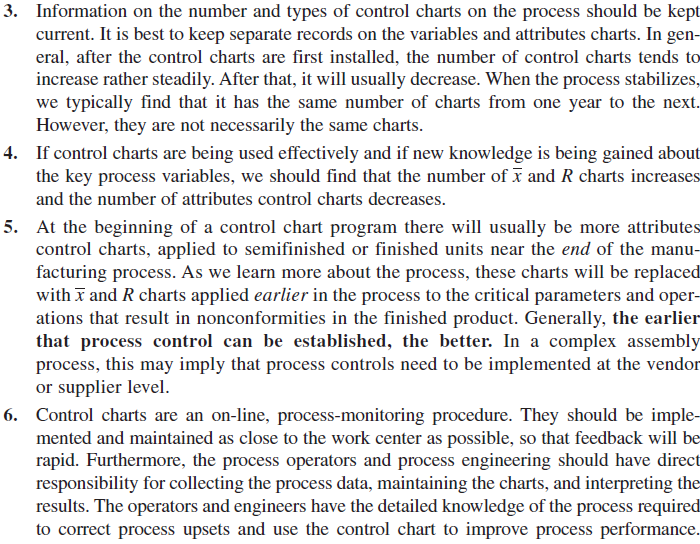 3. Information on the number and types of control charts on the process should be kept
current. It is best to keep separate records on the variables and attributes charts. In gen-
eral, after the control charts are first installed, the number of control charts tends to
increase rather steadily. After that, it will usually decrease. When the process stabilizes,
we typically find that it has the same number of charts from one year to the next.
However, they are not necessarily the same charts.
4. If control charts are being used effectively and if new knowledge is being gained about
the key process variables, we should find that the number of x̄ and R charts increases
and the number of attributes control charts decreases.
5. At the beginning of a control chart program there will usually be more attributes
control charts, applied to semifinished or finished units near the end of the manu-
facturing process. As we learn more about the process, these charts will be replaced
with x̄ and R charts applied earlier in the process to the critical parameters and oper-
ations that result in nonconformities in the finished product. Generally, the earlier
that process control can be established, the better. In a complex assembly
process, this may imply that process controls need to be implemented at the vendor
or supplier level.
6. Control charts are an on-line, process-monitoring procedure. They should be imple-
mented and maintained as close to the work center as possible, so that feedback will be
rapid. Furthermore, the process operators and process engineering should have direct
responsibility for collecting the process data, maintaining the charts, and interpreting the
results. The operators and engineers have the detailed knowledge of the process required
to correct process upsets and use the control chart to improve process performance.